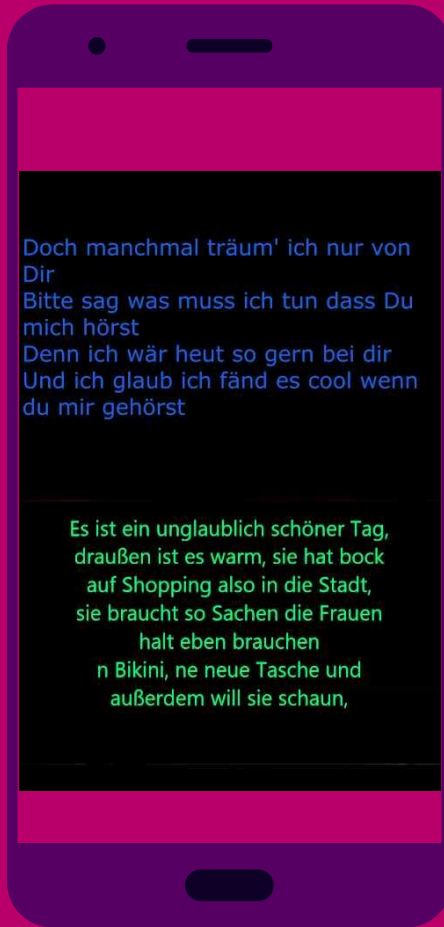 Doch manchmal träum' ich nur von
Dir
Bitte sag was muss ich tun dass Du
mich hörst
Denn ich wär heut so gern bei dir
Und ich glaub ich fänd es cool wenn
du mir gehörst
Es ist ein unglaublich schöner Tag,
draußen ist es warm, sie hat bock
auf Shopping also in die Stadt,
sie braucht so Sachen die Frauen
halt eben brauchen
n Bikini, ne neue Tasche und
außerdem will sie schaun,